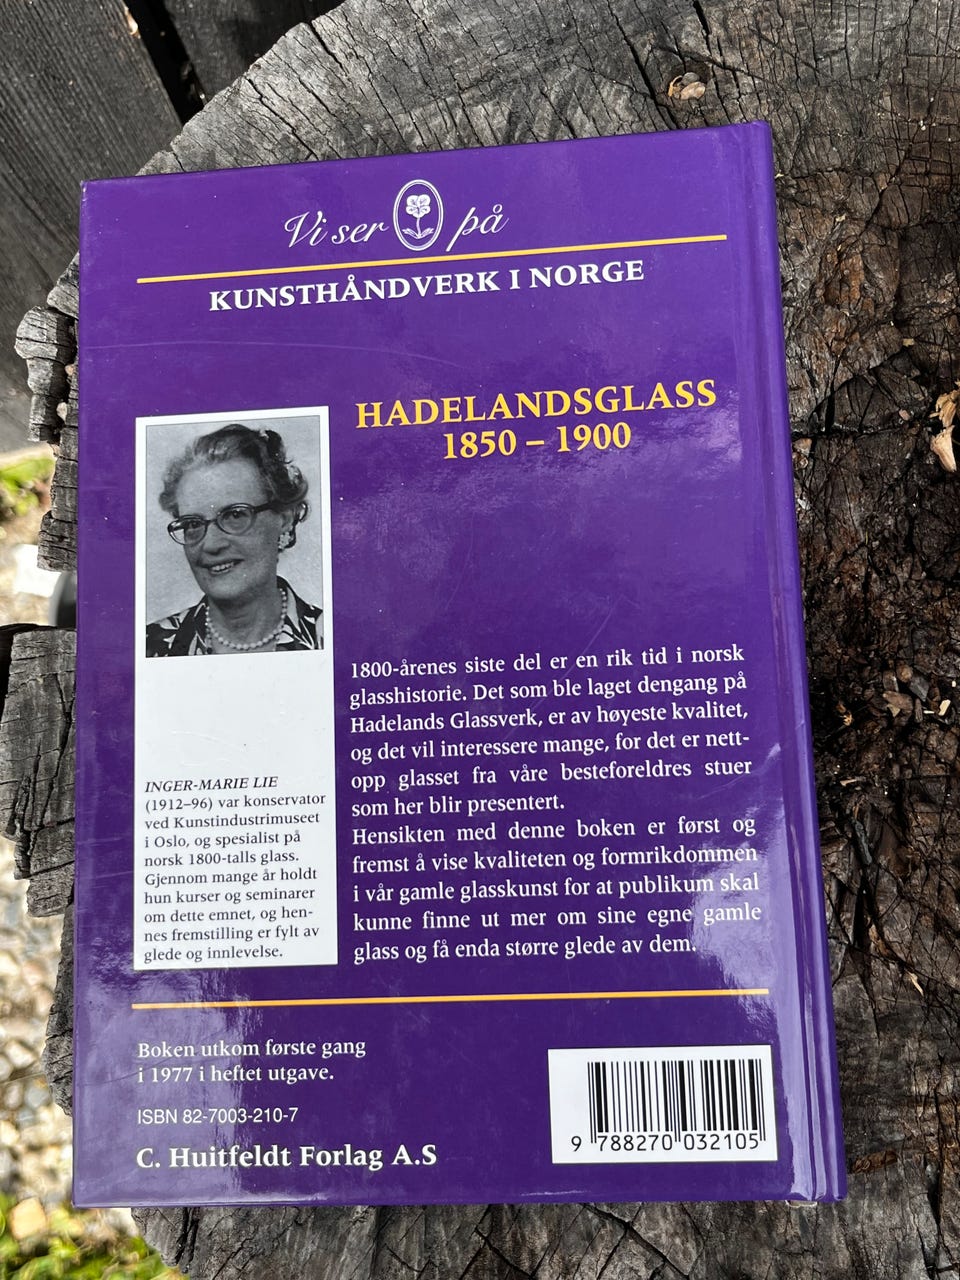 Vi ser på
KUNSTHÅNDVERK I NORGE
HADELANDSGLASS
1850 – 1900
INGER-MARIE LIE
(1912–96) var konservator
ved Kunstindustrimuseet
i Oslo, og spesialist på
norsk 1800-talls glass.
Gjennom mange år holdt
hun kurser og seminarer
om dette emnet, og hen-
nes fremstilling er fylt av
glede og innlevelse.
1800-årenes siste del er en rik tid i norsk
glasshistorie. Det som ble laget dengang på
Hadelands Glassverk, er av høyeste kvalitet,
og det vil interessere mange, for det er nett-
opp glasset fra våre besteforeldres stuer
som her blir presentert.
Hensikten med denne boken er først og
fremst å vise kvaliteten og formrikdommen
i vår gamle glasskunst for at publikum skal
kunne finne ut mer om sine egne gamle
glass og få enda større glede av dem.
Boken utkom første gang
i 1977 i heftet utgave.
ISBN 82-7003-210-7
C. Huitfeldt Forlag A.S
9 788270 032105